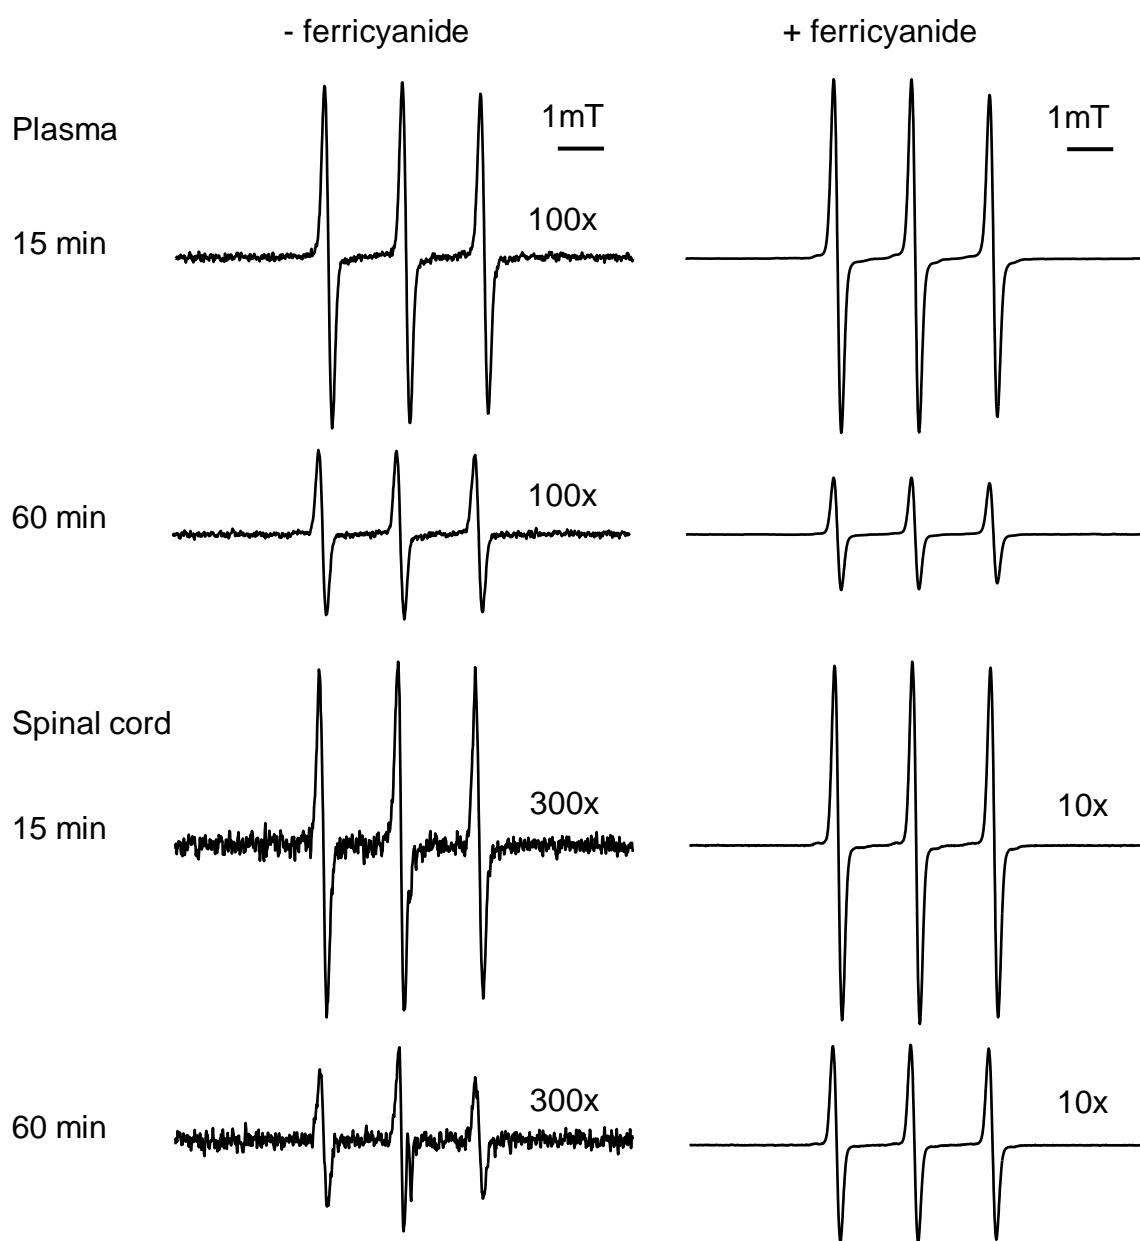 - ferricyanide
+ ferricyanide
Plasma
1mT
1mT
15 min
100x
60 min
100x
Spinal cord
15 min
300x
10x
60 min
300x
10x